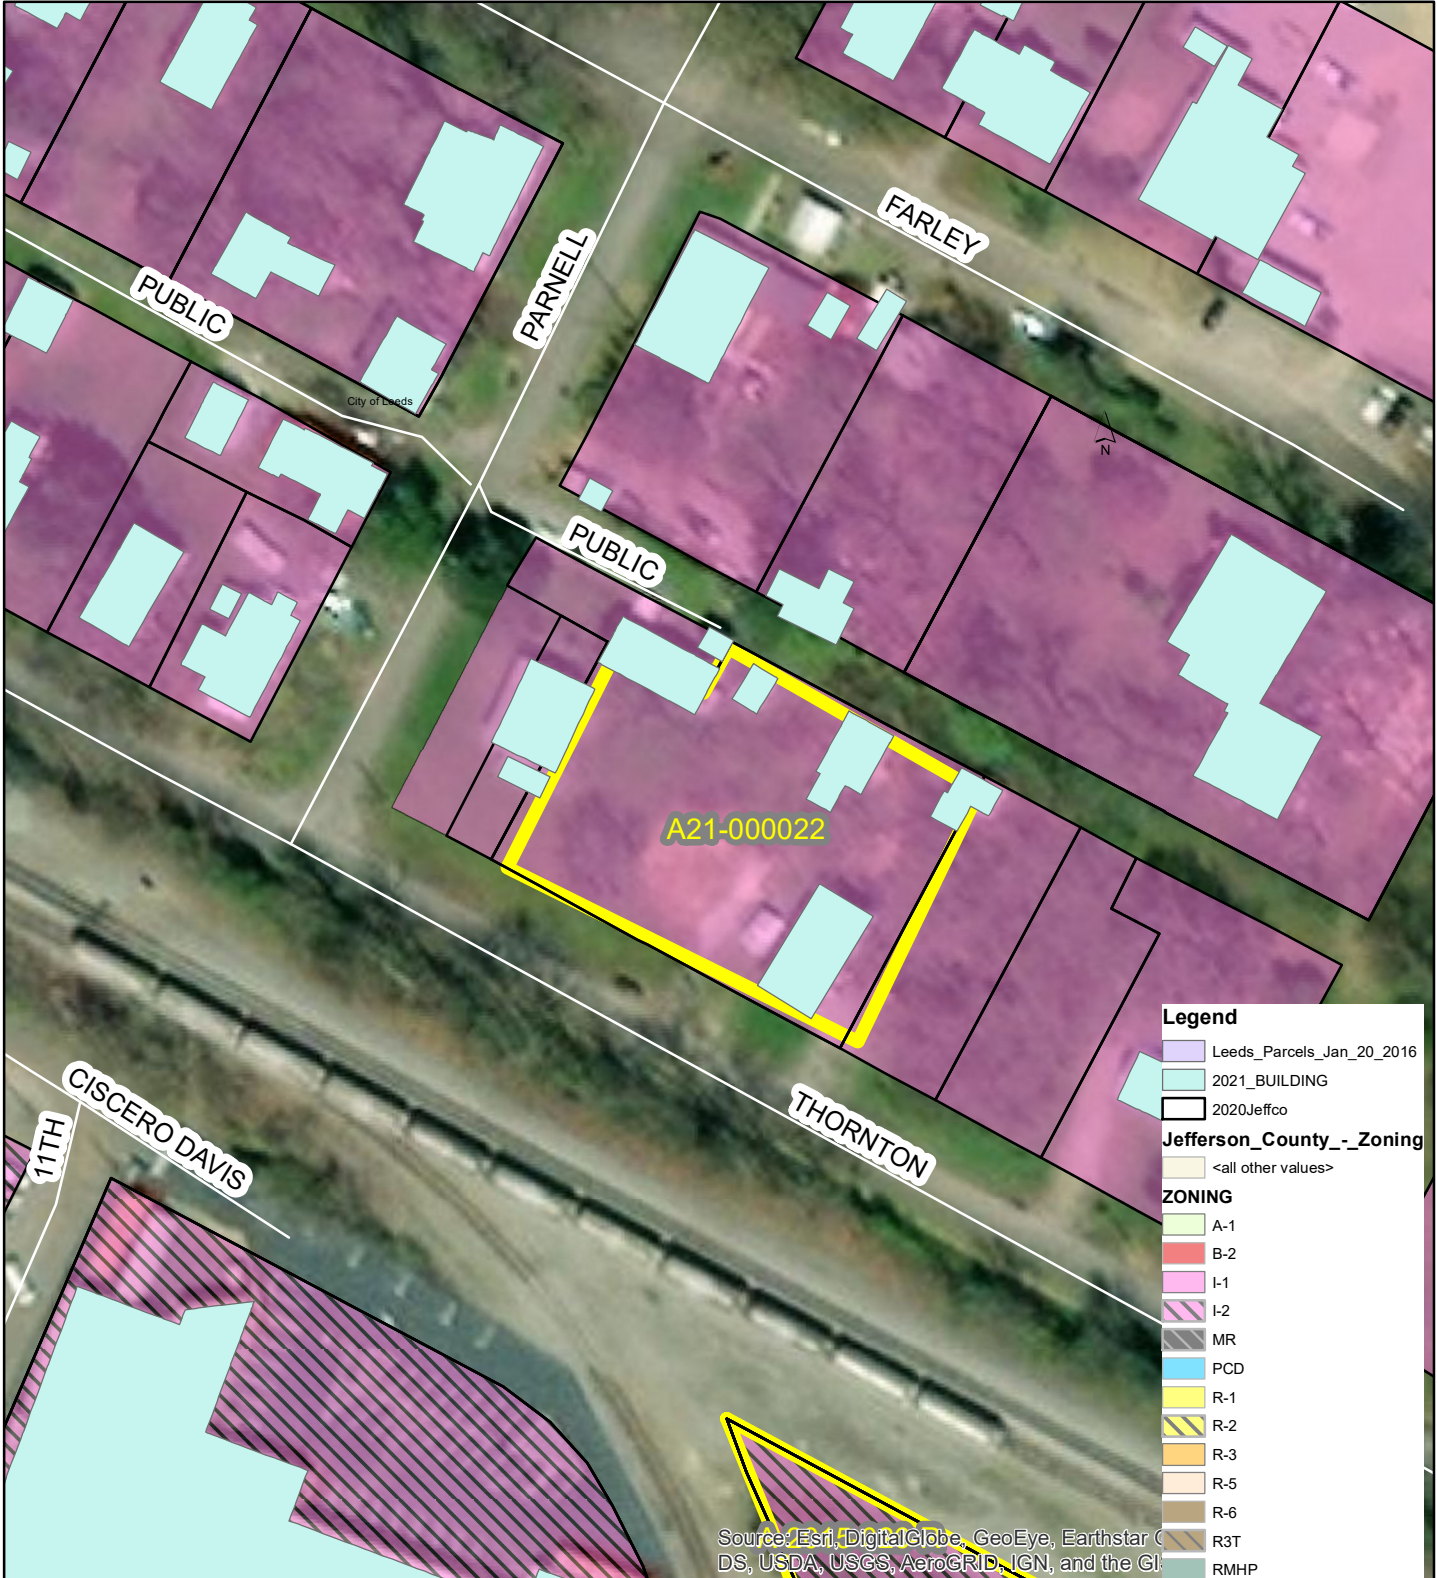 FARLEY
PARNELL
PUBLIC
City of Leeds
N
PUBLIC
A21-000022
CISCERO DAVIS
11TH
THORNTON
Legend
Leeds_Parcels_Jan_20_2016
2021_BUILDING
2020Jeffco
Jefferson_County_-_Zoning
<all other values>
ZONING
A-1
B-2
I-1
I-2
MR
PCD
R-1
R-2
R-3
R-5
R-6
R3T
RMHP
Source: Esri, DigitalGlobe, GeoEye, Earthstar
DS, USDA, USGS, AeroGRID, IGN, and the GI